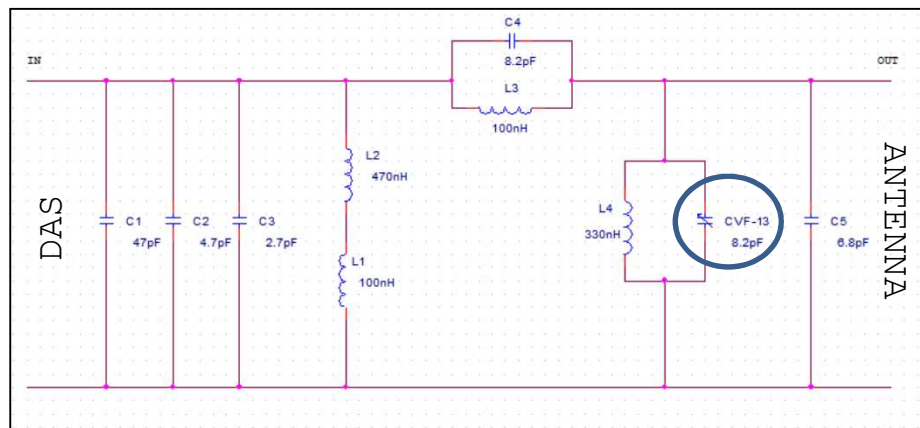 C4
IN
8.2pF
OUT
L3
100nH
L2
470nH
L4
330nH
C1
47pF
C2
4.7pF
C3
2.7pF
CVF-13
8.2pF
C5
6.8pF
L1
100nH
DAS
ANTENNA